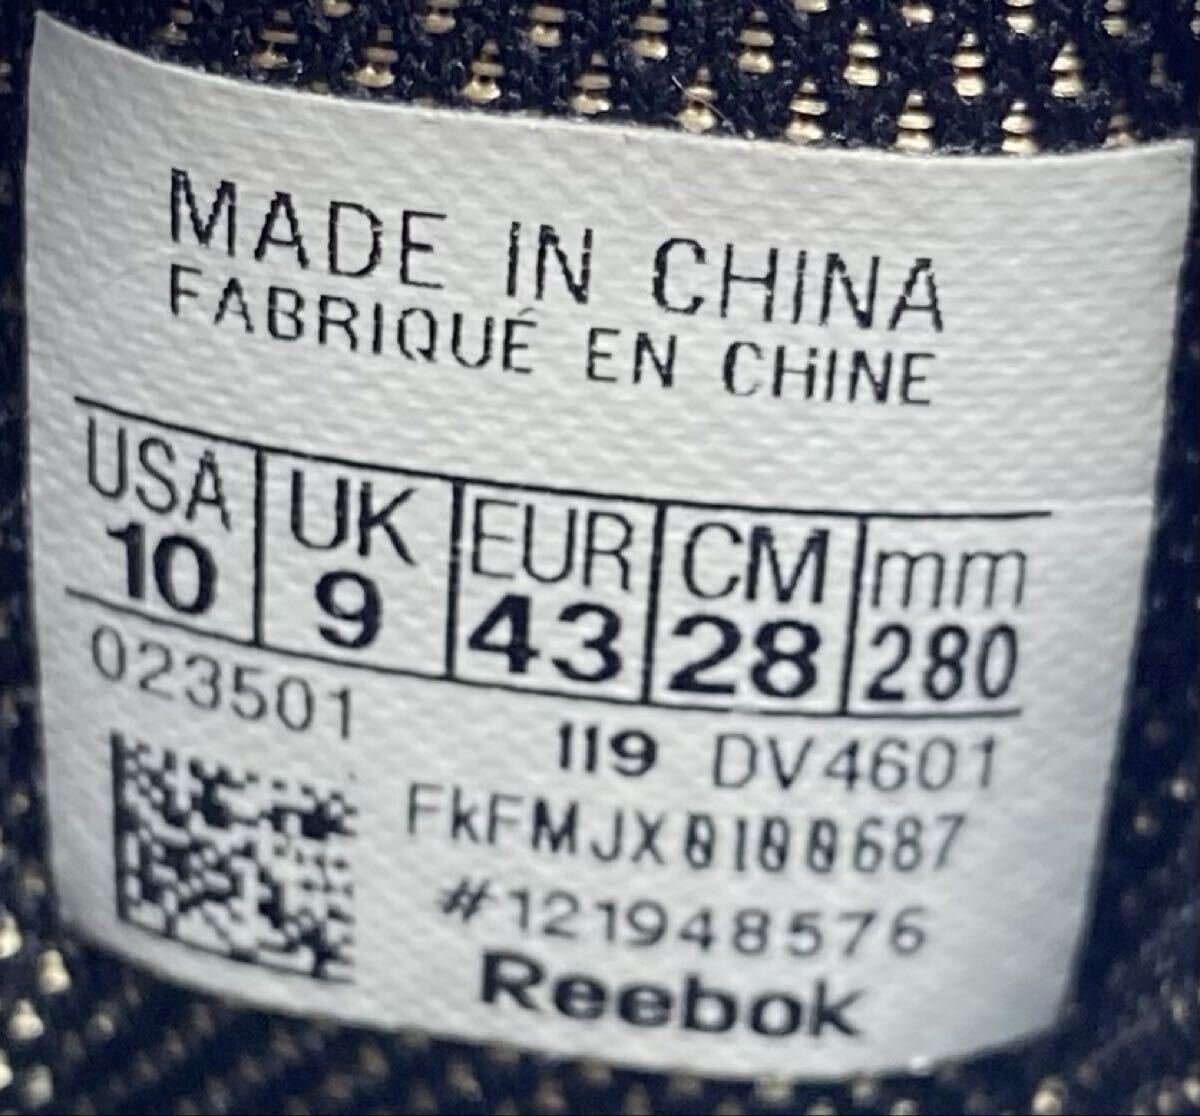 MADE IN CHINA
FABRIQUÉ EN CHINE
USA UK EUR CM mm
10 9 43 28 280
023501
119 DV4601
FkFMJX0100687
#121948576
Reebok